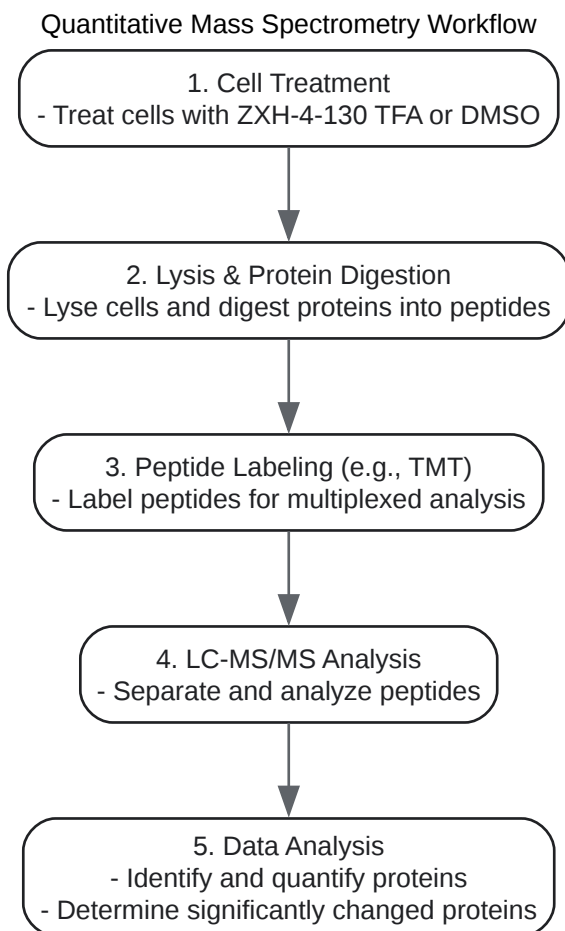 Quantitative Mass Spectrometry Workflow
1. Cell Treatment
- Treat cells with ZXH-4-130 TFA or DMSO
2. Lysis & Protein Digestion
- Lyse cells and digest proteins into peptides
3. Peptide Labeling (e.g., TMT)
- Label peptides for multiplexed analysis
4. LC-MS/MS Analysis
- Separate and analyze peptides
5. Data Analysis
- Identify and quantify proteins
- Determine significantly changed proteins